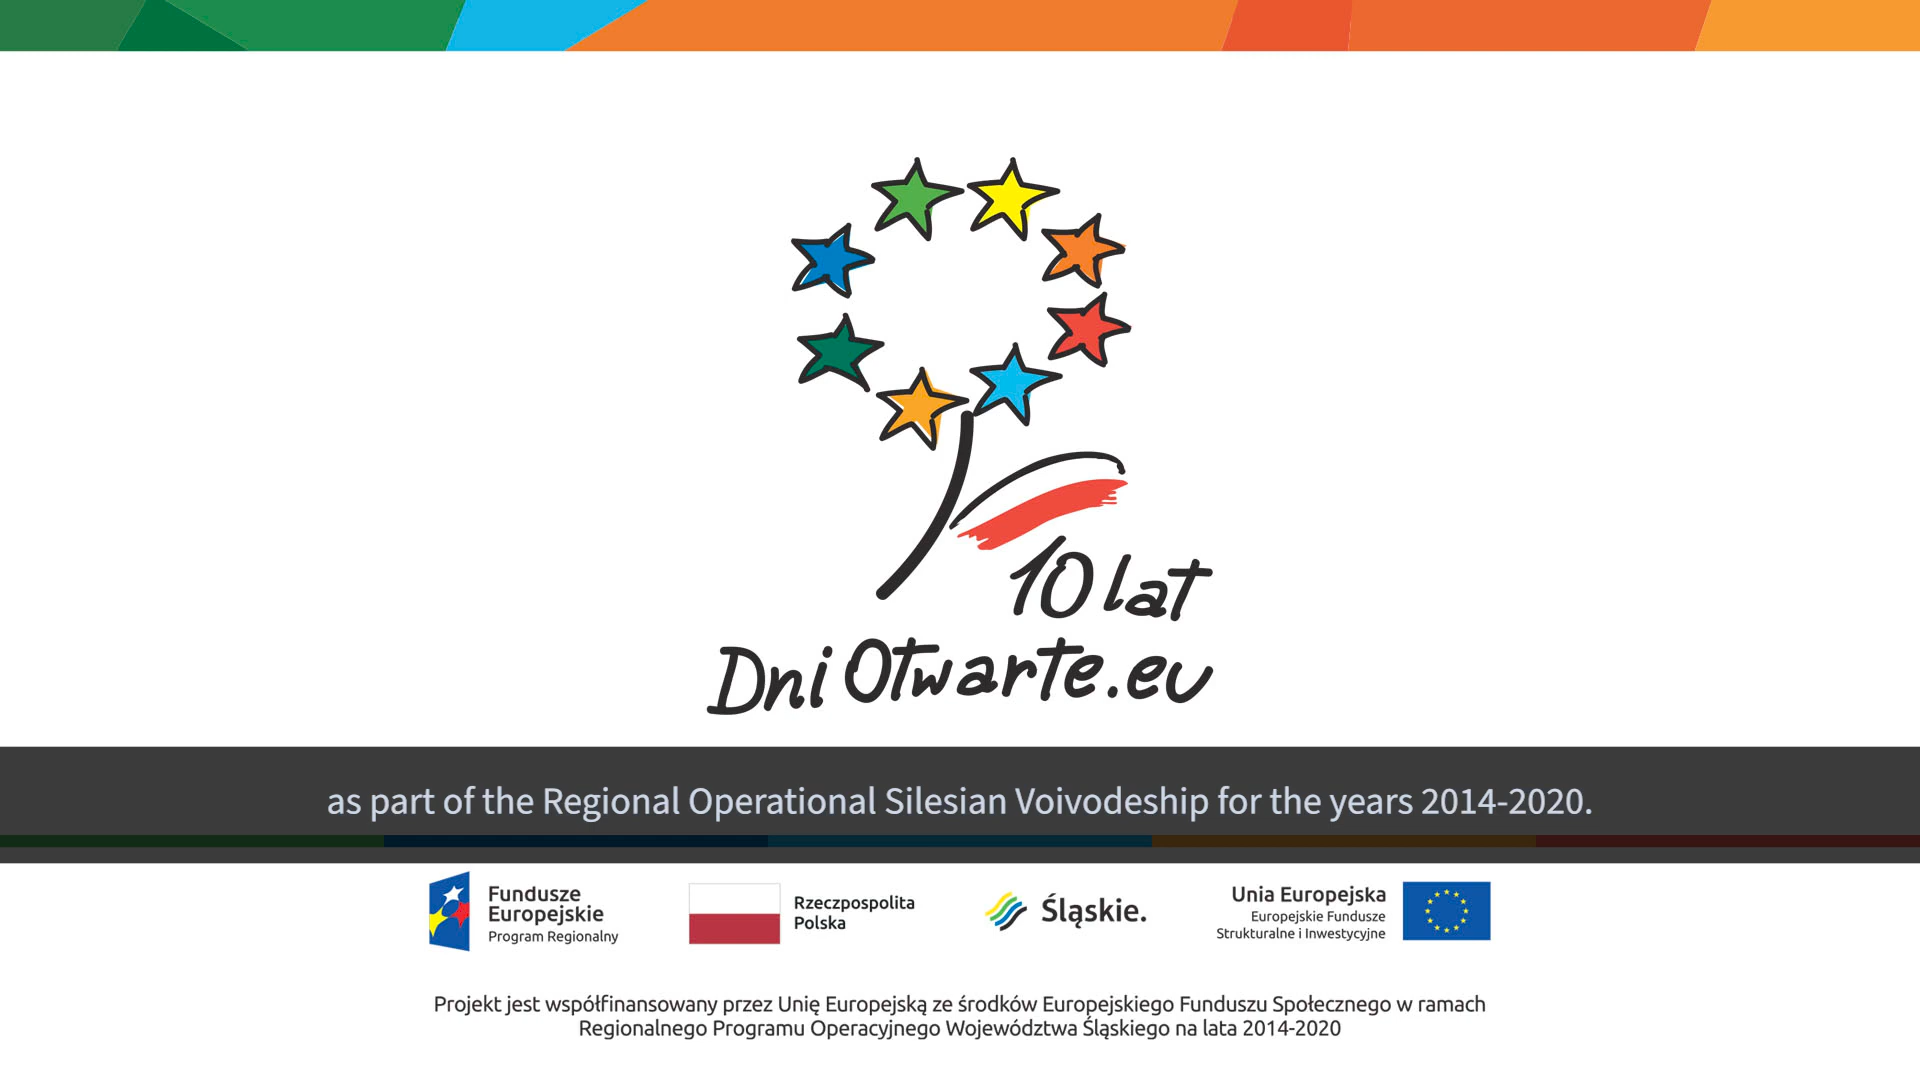 10 lat
Dni Otwarte.eu
as part of the Regional Operational Silesian Voivodeship for the years 2014-2020.
Fundusze
Europejskie
Program Regionalny
Rzeczpospolita
Polska
Śląskie.
Unia Europejska
Europejskie Fundusze
Strukturalne i Inwestycyjne
Projekt jest współfinansowany przez Unię Europejską ze środków Europejskiego Funduszu Społecznego w ramach
Regionalnego Programu Operacyjnego Województwa Śląskiego na lata 2014-2020